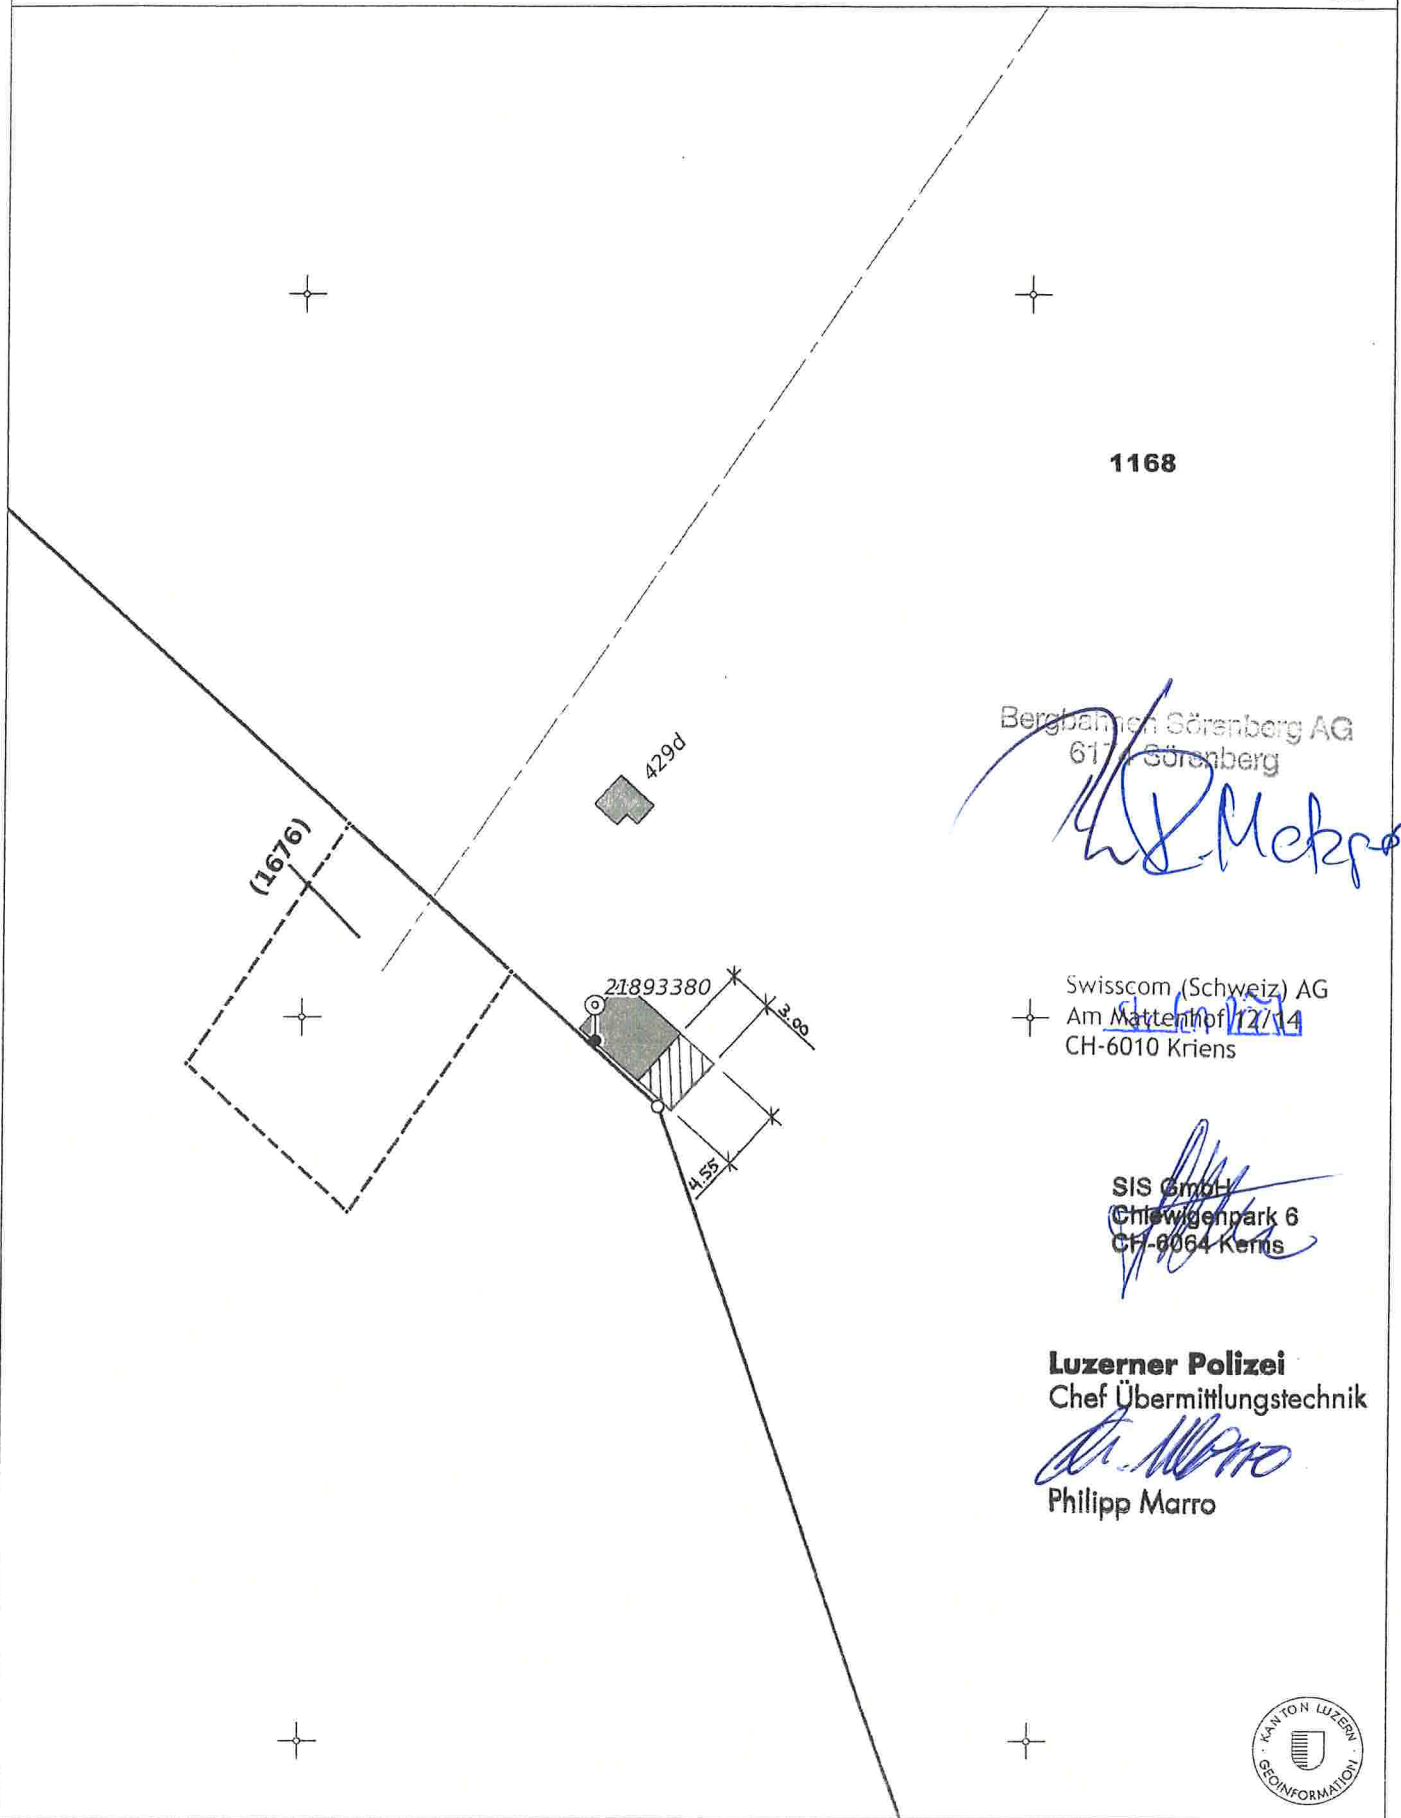 1168
Bergbahnen Sörenberg AG
6174 Sörenberg
429d
(1676)
21893380
3.00
Swisscom (Schweiz) AG
Am Mattenhof 12/14
CH-6010 Kriens
4.55
SIS GmbH
Chlewigenpark 6
CH-6064 Kerns
Luzerner Polizei
Chef Übermittlungstechnik
Philipp Marro
KANTON LUZERN
GEOINFORMATION